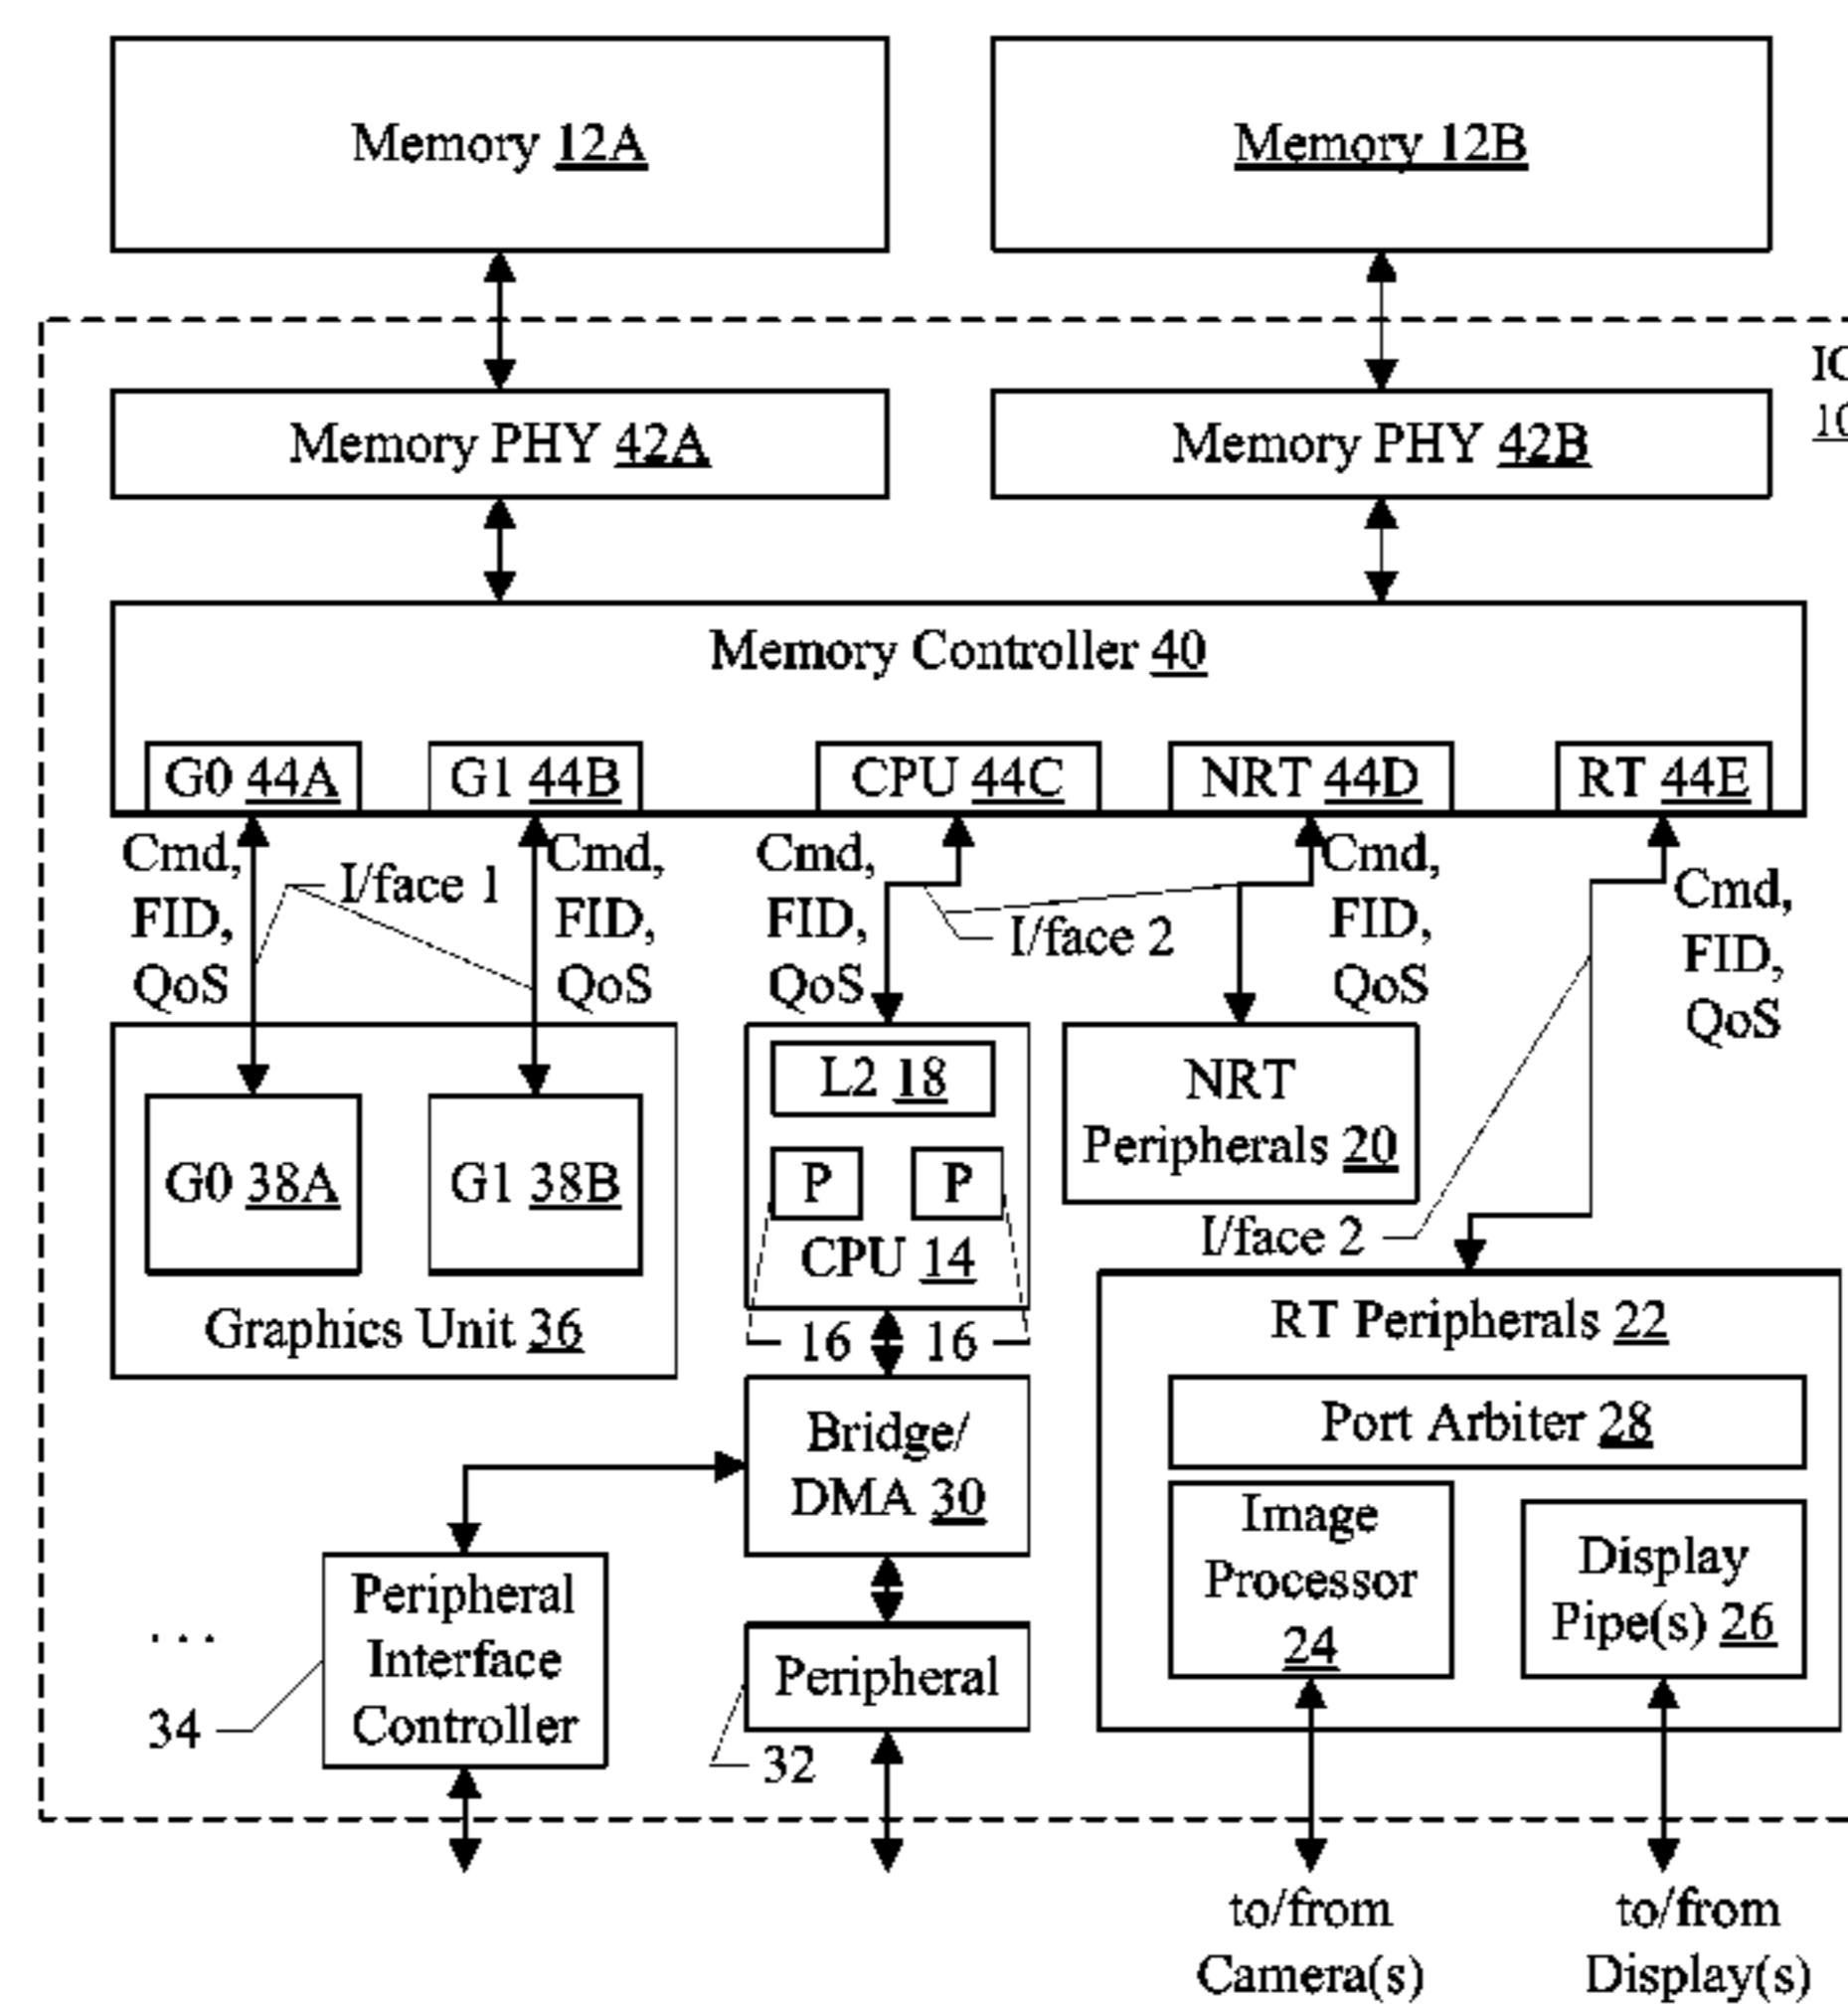 Memory 12A
Memory 12B
Memory PHY 42A
Memory PHY 42B
Memory Controller 40
G0 44A
G1 44B
CPU 44C
NRT 44D
RT 44E
Cmd,
FID,
QoS
I/face 1
Cmd,
FID,
QoS
Cmd,
FID,
QoS
I/face 2
Cmd,
FID,
QoS
Cmd,
FID,
QoS
I/face 2
G0 38A
G1 38B
Graphics Unit 36
L2 18
P
P
CPU 14
16
16
NRT
Peripherals 20
RT Peripherals 22
Port Arbiter 28
Image
Processor
24
Display
Pipe(s) 26
Bridge/
DMA 30
. . .
34
Peripheral
Interface
Controller
Peripheral
32
to/from
Camera(s)
to/from
Display(s)